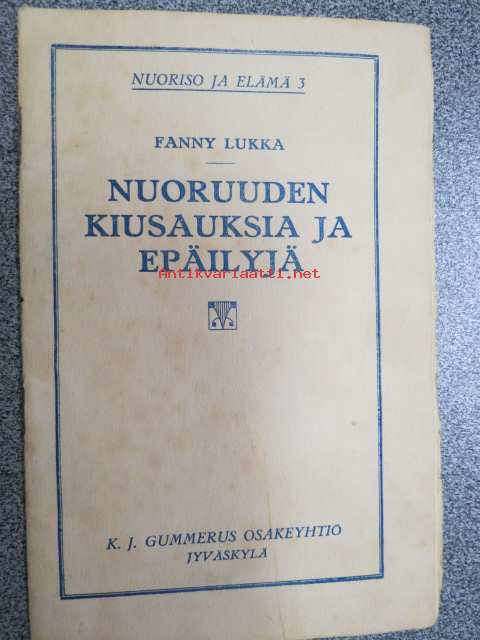 NUORISO JA ELÄMÄ 3
FANNY LUKKA
NUORUUDEN
KIUSAUKSIA JA
EPÄILYJÄ
Antikvariaatti.net
K. J. GUMMERUS OSAKEYHTIÖ
JYVÄSKYLÄ